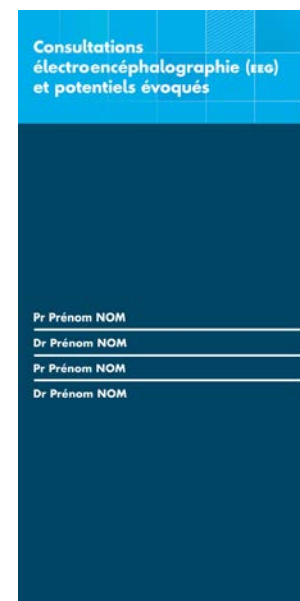 Consultations
électroencéphalographie (EEG)
et potentiels évoqués
Pr Prénom NOM
Dr Prénom NOM
Pr Prénom NOM
Dr Prénom NOM